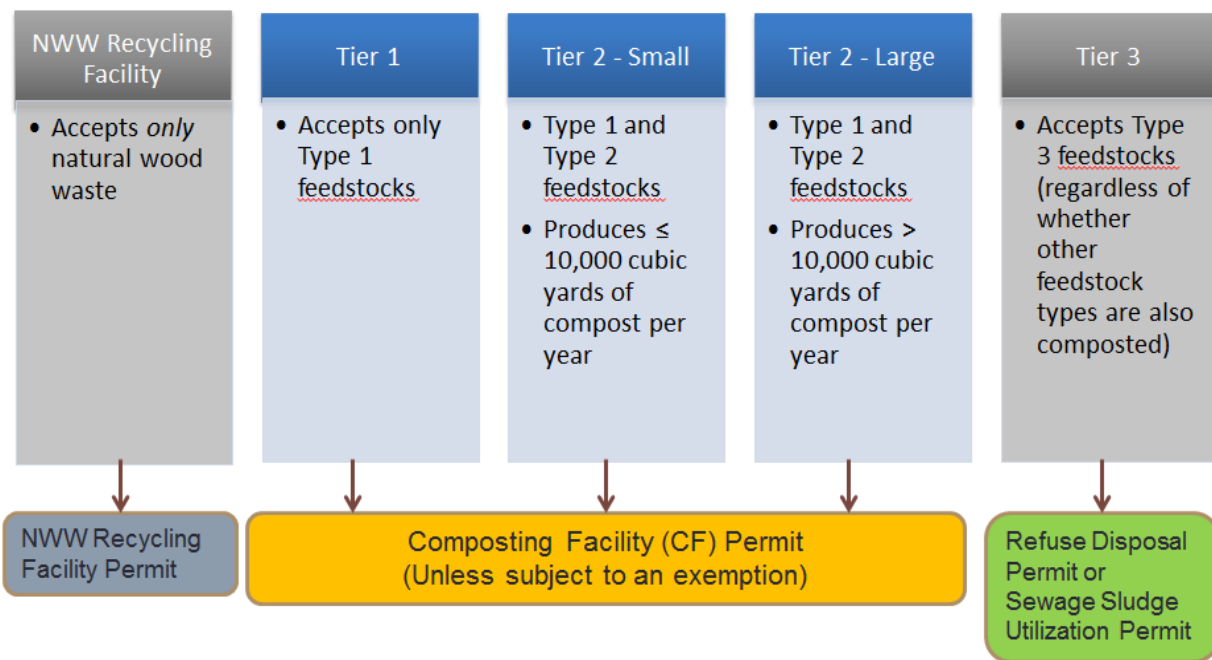 NWW Recycling
Facility
• Accepts only
natural wood
waste
NWW Recycling
Facility Permit
Tier 1
• Accepts only
Type 1
feedstocks
Tier 2 - Small
• Type 1 and
Type 2
feedstocks
• Produces ≤
10,000 cubic
yards of
compost per
year
Tier 2 - Large
• Type 1 and
Type 2
feedstocks
• Produces >
10,000 cubic
yards of
compost per
year
Composting Facility (CF) Permit
(Unless subject to an exemption)
Tier 3
• Accepts Type
3 feedstocks
(regardless of
whether
other
feedstock
types are also
composted)
Refuse Disposal
Permit or
Sewage Sludge
Utilization Permit